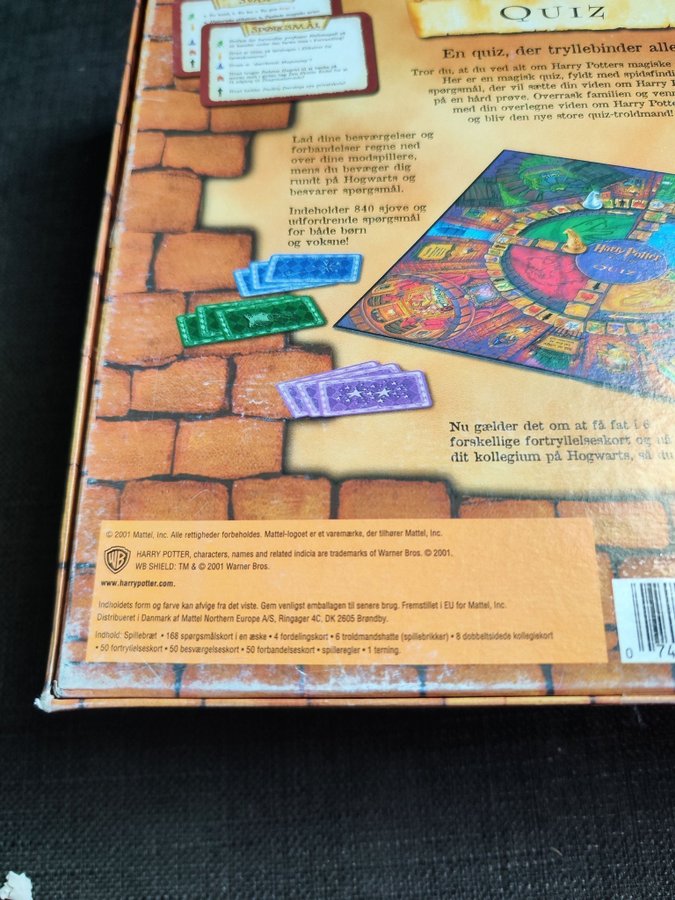 QUIZ
SPØRGSMÅL
En quiz, der tryllebinder alle
Tror du, at du ved alt om Harry Potters magiske
Her er en magisk quiz, fyldt med spidsfindi
spørgsmål, der vil sætte din viden om Harry P
på en hård prøve. Overrask familien og venn
med din overlegne viden om Harry Potte
og bliv den nye store quiz-troldmand!
Lad dine besværgelser og
forbandelser regne ned
over dine modspillere,
mens du bevæger dig
rundt på Hogwarts og
besvarer spørgsmål.
Indeholder 840 sjove og
udfordrende spørgsmål
for både børn
og voksne!
Harry Potter
QUIZ
Nu gælder det om at få fat i 6
forskellige fortryllelseskort og nå
dit kollegium på Hogwarts, så du
© 2001 Mattel, Inc. Alle rettigheder forbeholdes. Mattel-logoet er et varemærke, der tilhører Mattel, Inc.
WB
HARRY POTTER, characters, names and related indicia are trademarks of Warner Bros. © 2001.
WB SHIELD: TM & © 2001 Warner Bros.
www.harrypotter.com.
Indholdets form og farve kan afvige fra det viste. Gem venligst emballagen til senere brug. Fremstillet i EU for Mattel, Inc.
Distribueret i Danmark af Mattel Northern Europe A/S, Ringager 4C, DK 2605 Brøndby.
Indhold: Spillebræt • 168 spørgsmålskort i en æske • 4 fordelingskort • 6 troldmandshatte (spillebrikker) • 8 dobbeltsidede kollegiekort
• 50 fortryllelseskort • 50 besværgelseskort • 50 forbandelseskort • spilleregler • 1 terning.
0 74